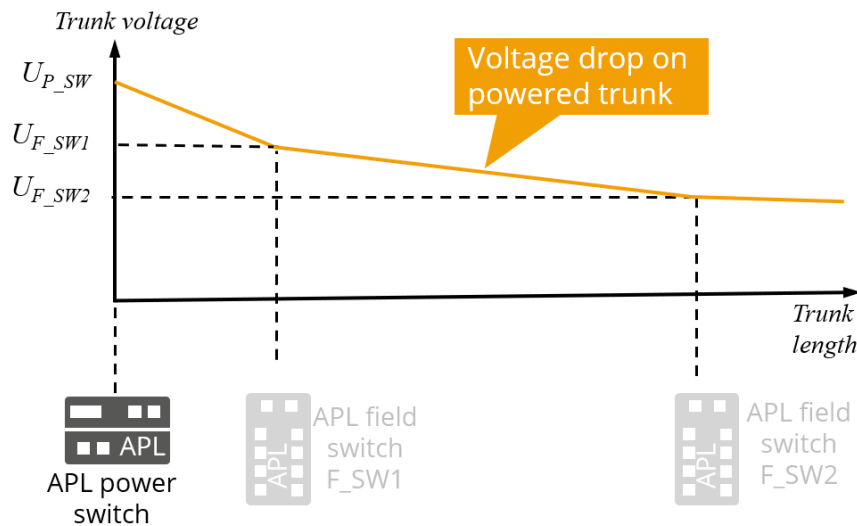 Trunk voltage
U_P_SW
Voltage drop on
powered trunk
U_F_SW1
U_F_SW2
Trunk
length
APL
APL power
switch
APL
APL field
switch
F_SW1
APL
APL field
switch
F_SW2